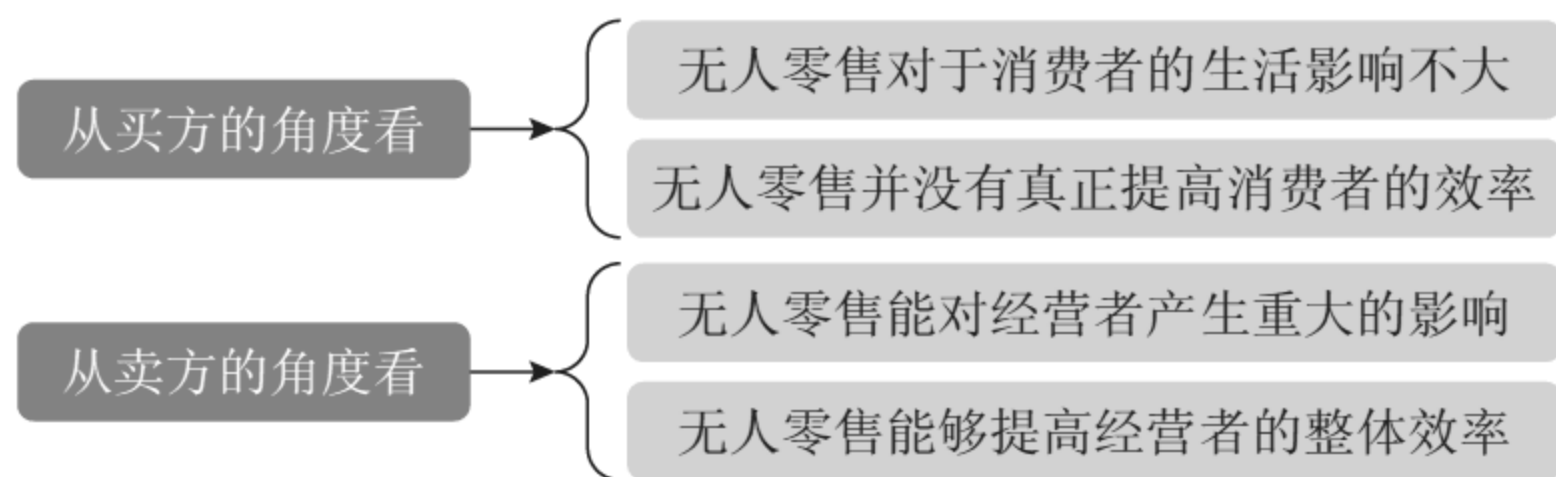 从买方的角度看
无人零售对于消费者的生活影响不大
无人零售并没有真正提高消费者的效率
从卖方的角度看
无人零售能对经营者产生重大的影响
无人零售能够提高经营者的整体效率